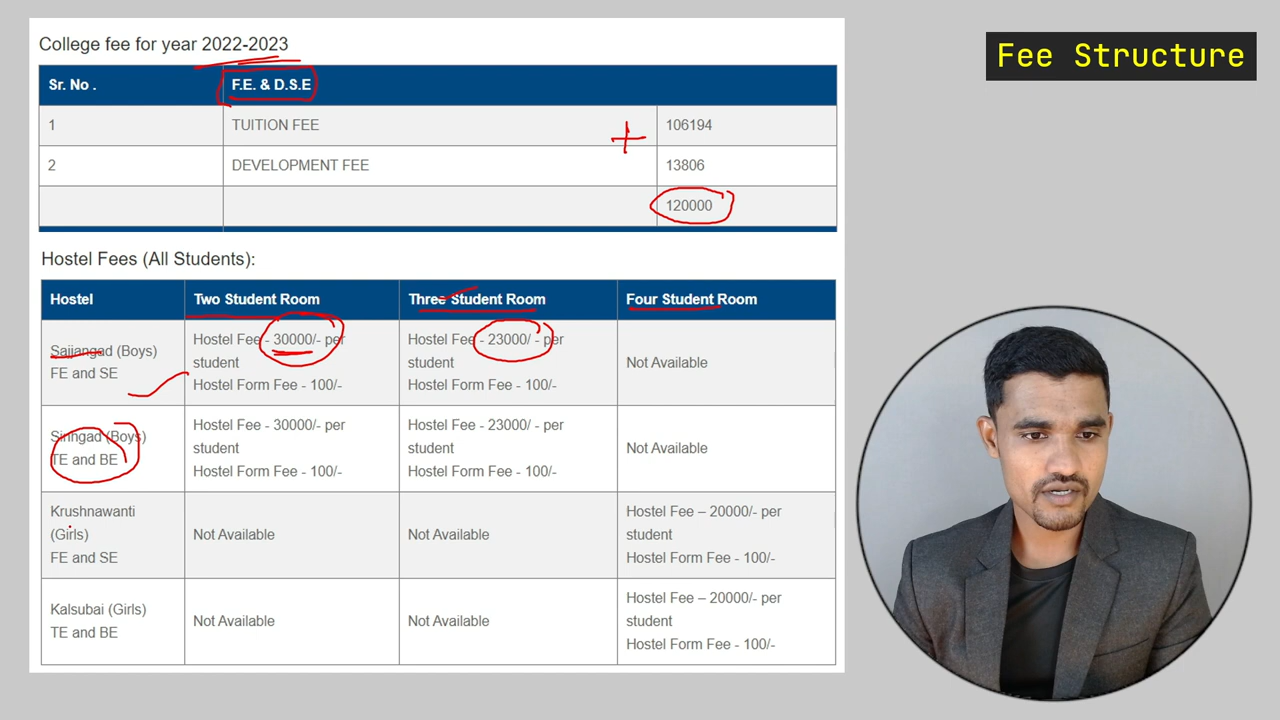 Fee Structure
College fee for year 2022-2023
Sr. No . F.E. & D.S.E
1 TUITION FEE 106194
2 DEVELOPMENT FEE 13806
120000
Hostel Fees (All Students):
Hostel Two Student Room Three Student Room Four Student Room
Sajjangad (Boys)
FE and SE
Hostel Fee - 30000/- per
student
Hostel Form Fee - 100/-
Hostel Fee - 23000/ - per
student
Hostel Form Fee - 100/-
Not Available
(Boys)
TE and BE
Hostel Fee - 30000/- per
student
Hostel Form Fee - 100/-
Hostel Fee - 23000/ - per
student
Hostel Form Fee - 100/-
Not Available
Krushnawanti
(Girls)
FE and SE
Not Available
Not Available
Hostel Fee – 20000/- per
student
Hostel Form Fee - 100/-
Kalsubai (Girls)
TE and BE
Not Available
Not Available
Hostel Fee – 20000/- per
student
Hostel Form Fee - 100/-